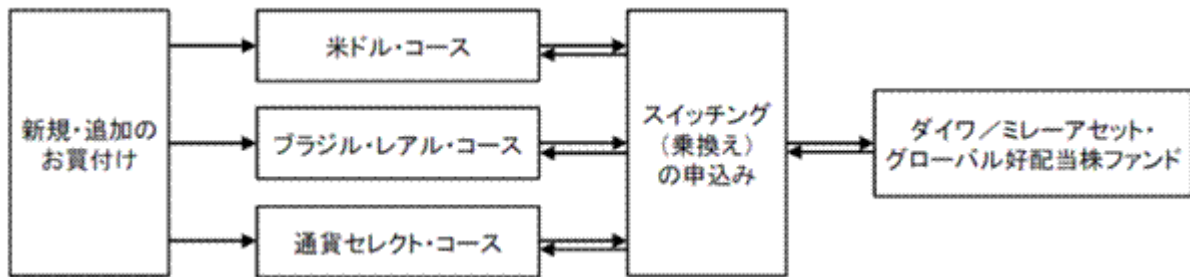 新規・追加の
お買付け
米ドル・コース
ブラジル・レアル・コース
通貨セレクト・コース
スイッチング
(乗換え)
の申込み
ダイワ／ミレーアセット・
グローバル好配当株ファンド